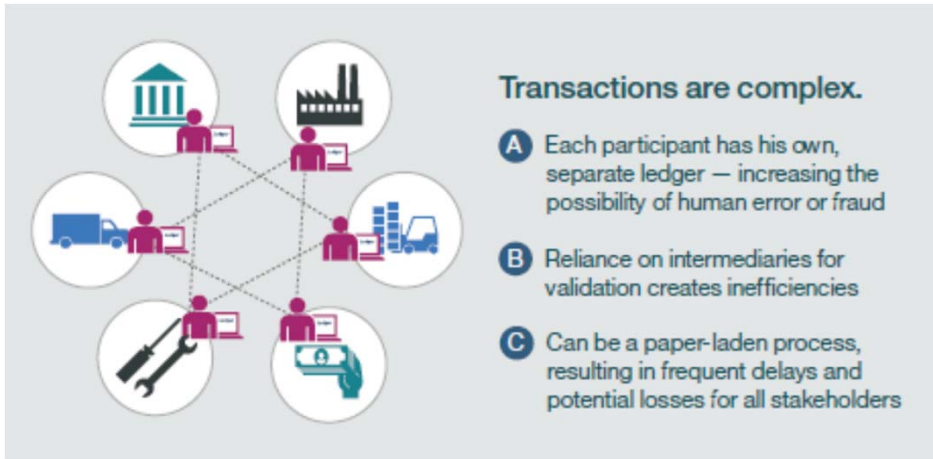 Transactions are complex.
A Each participant has his own,
separate ledger — increasing the
possibility of human error or fraud
B Reliance on intermediaries for
validation creates inefficiencies
C Can be a paper-laden process,
resulting in frequent delays and
potential losses for all stakeholders